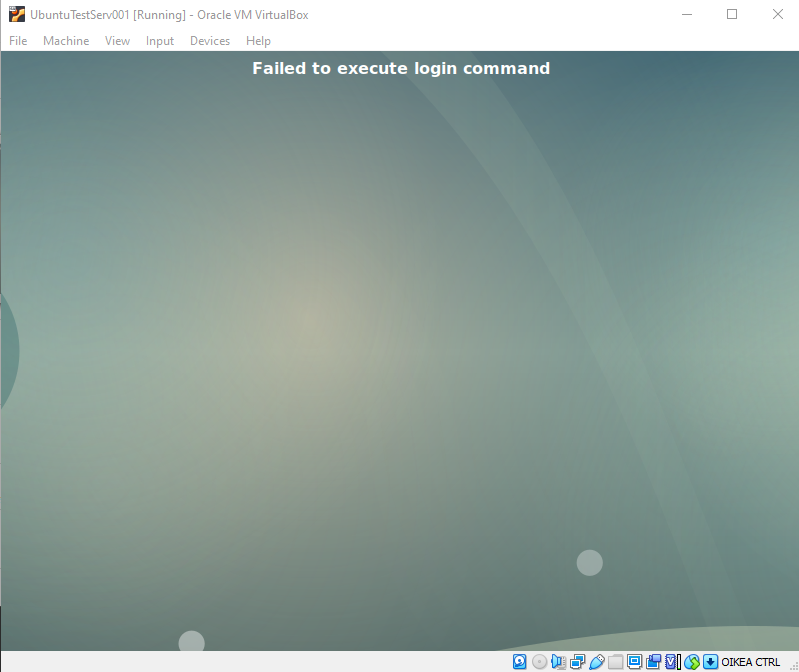 UbuntuTestServ001 [Running] - Oracle VM VirtualBox
File Machine View Input Devices Help
Failed to execute login command
OIKEA CTRL